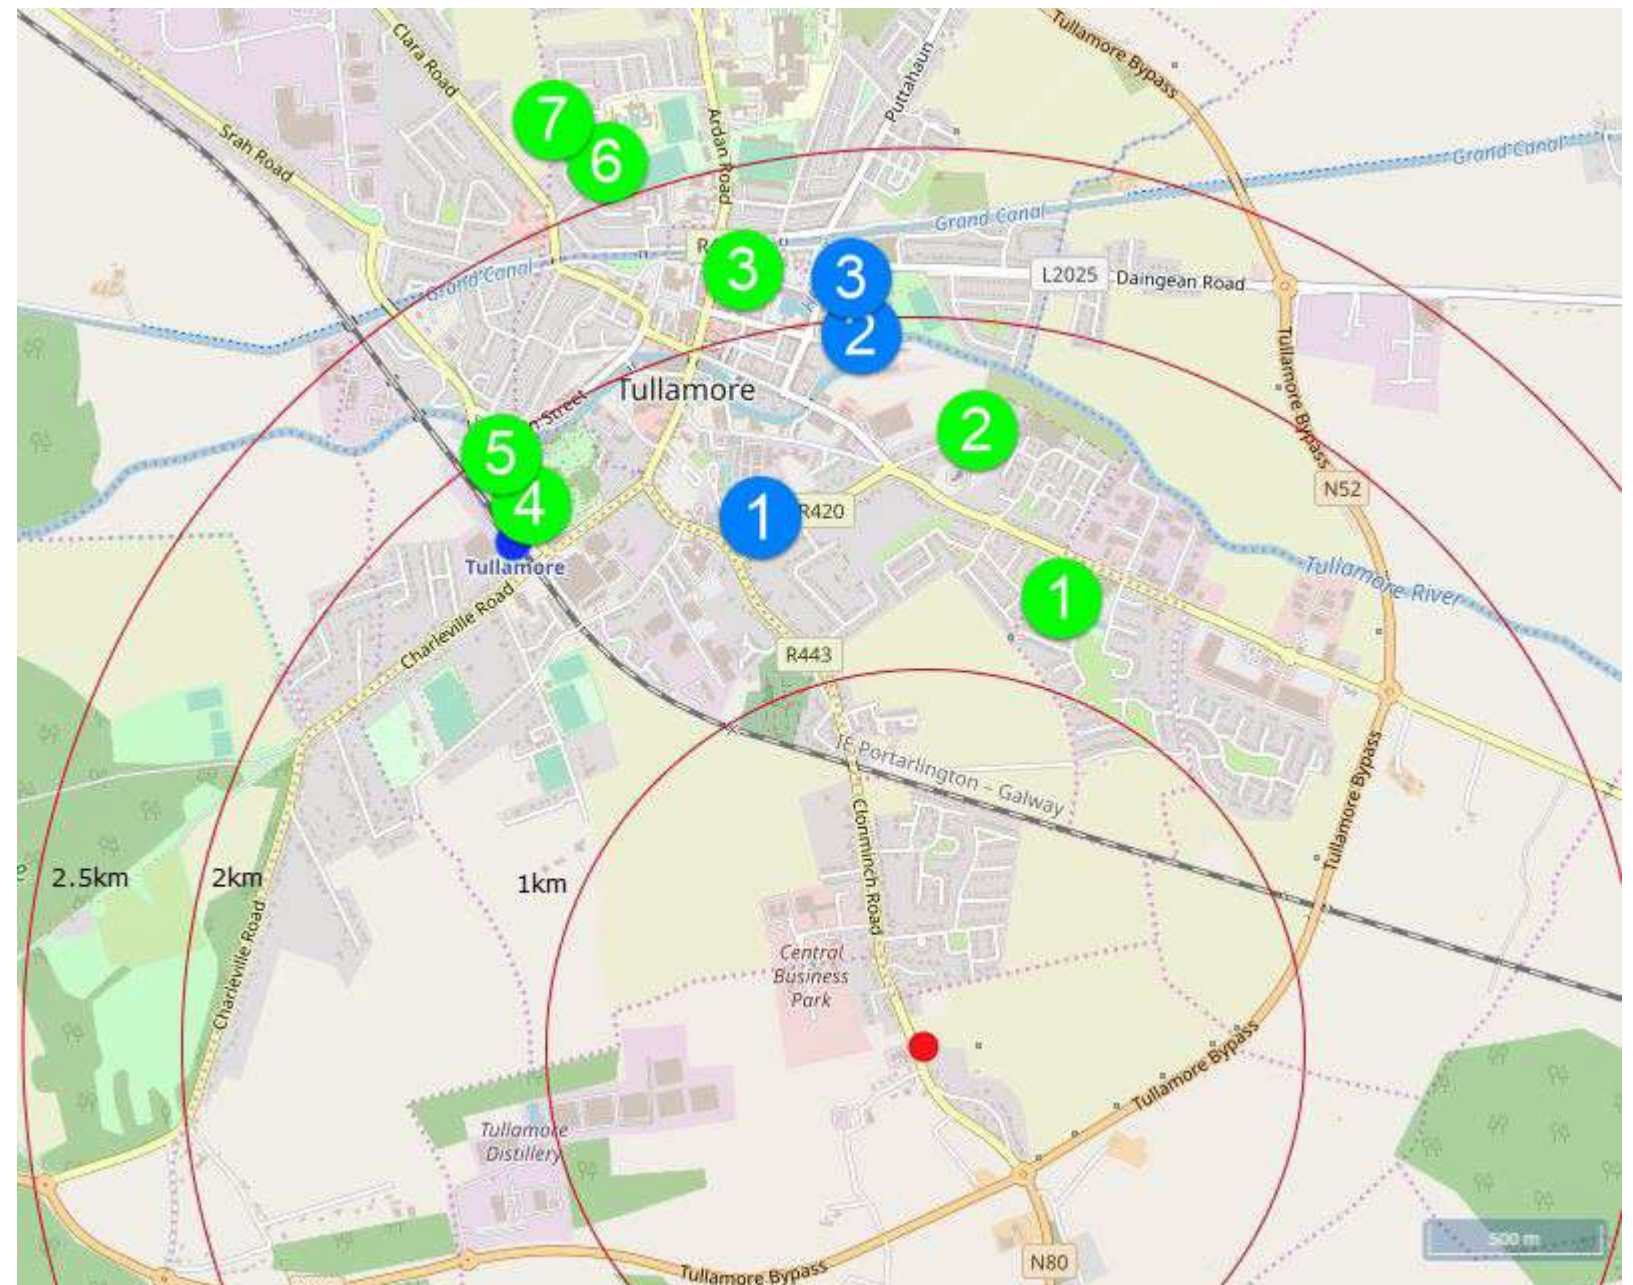 Tullamore Bypass
Clara Road
Puttahaun
Srah Road
7
Ardan Road
6
Grand Canal
Grand Canal
3
3
L2025
Daingean Road
Grand Canal
2
Tullamore Bypass
Tullamore
Street
2
5
N52
4
1
R420
Tullamore
Tullamore River
1
Charleville Road
R443
IE Portarlington – Galway
Tullamore Bypass
Clonminch Road
2.5km
2km
1km
Charleville Road
Central
Business
Park
Tullamore Bypass
Tullamore
Distillery
500 m
N80
Tullamore Bypass